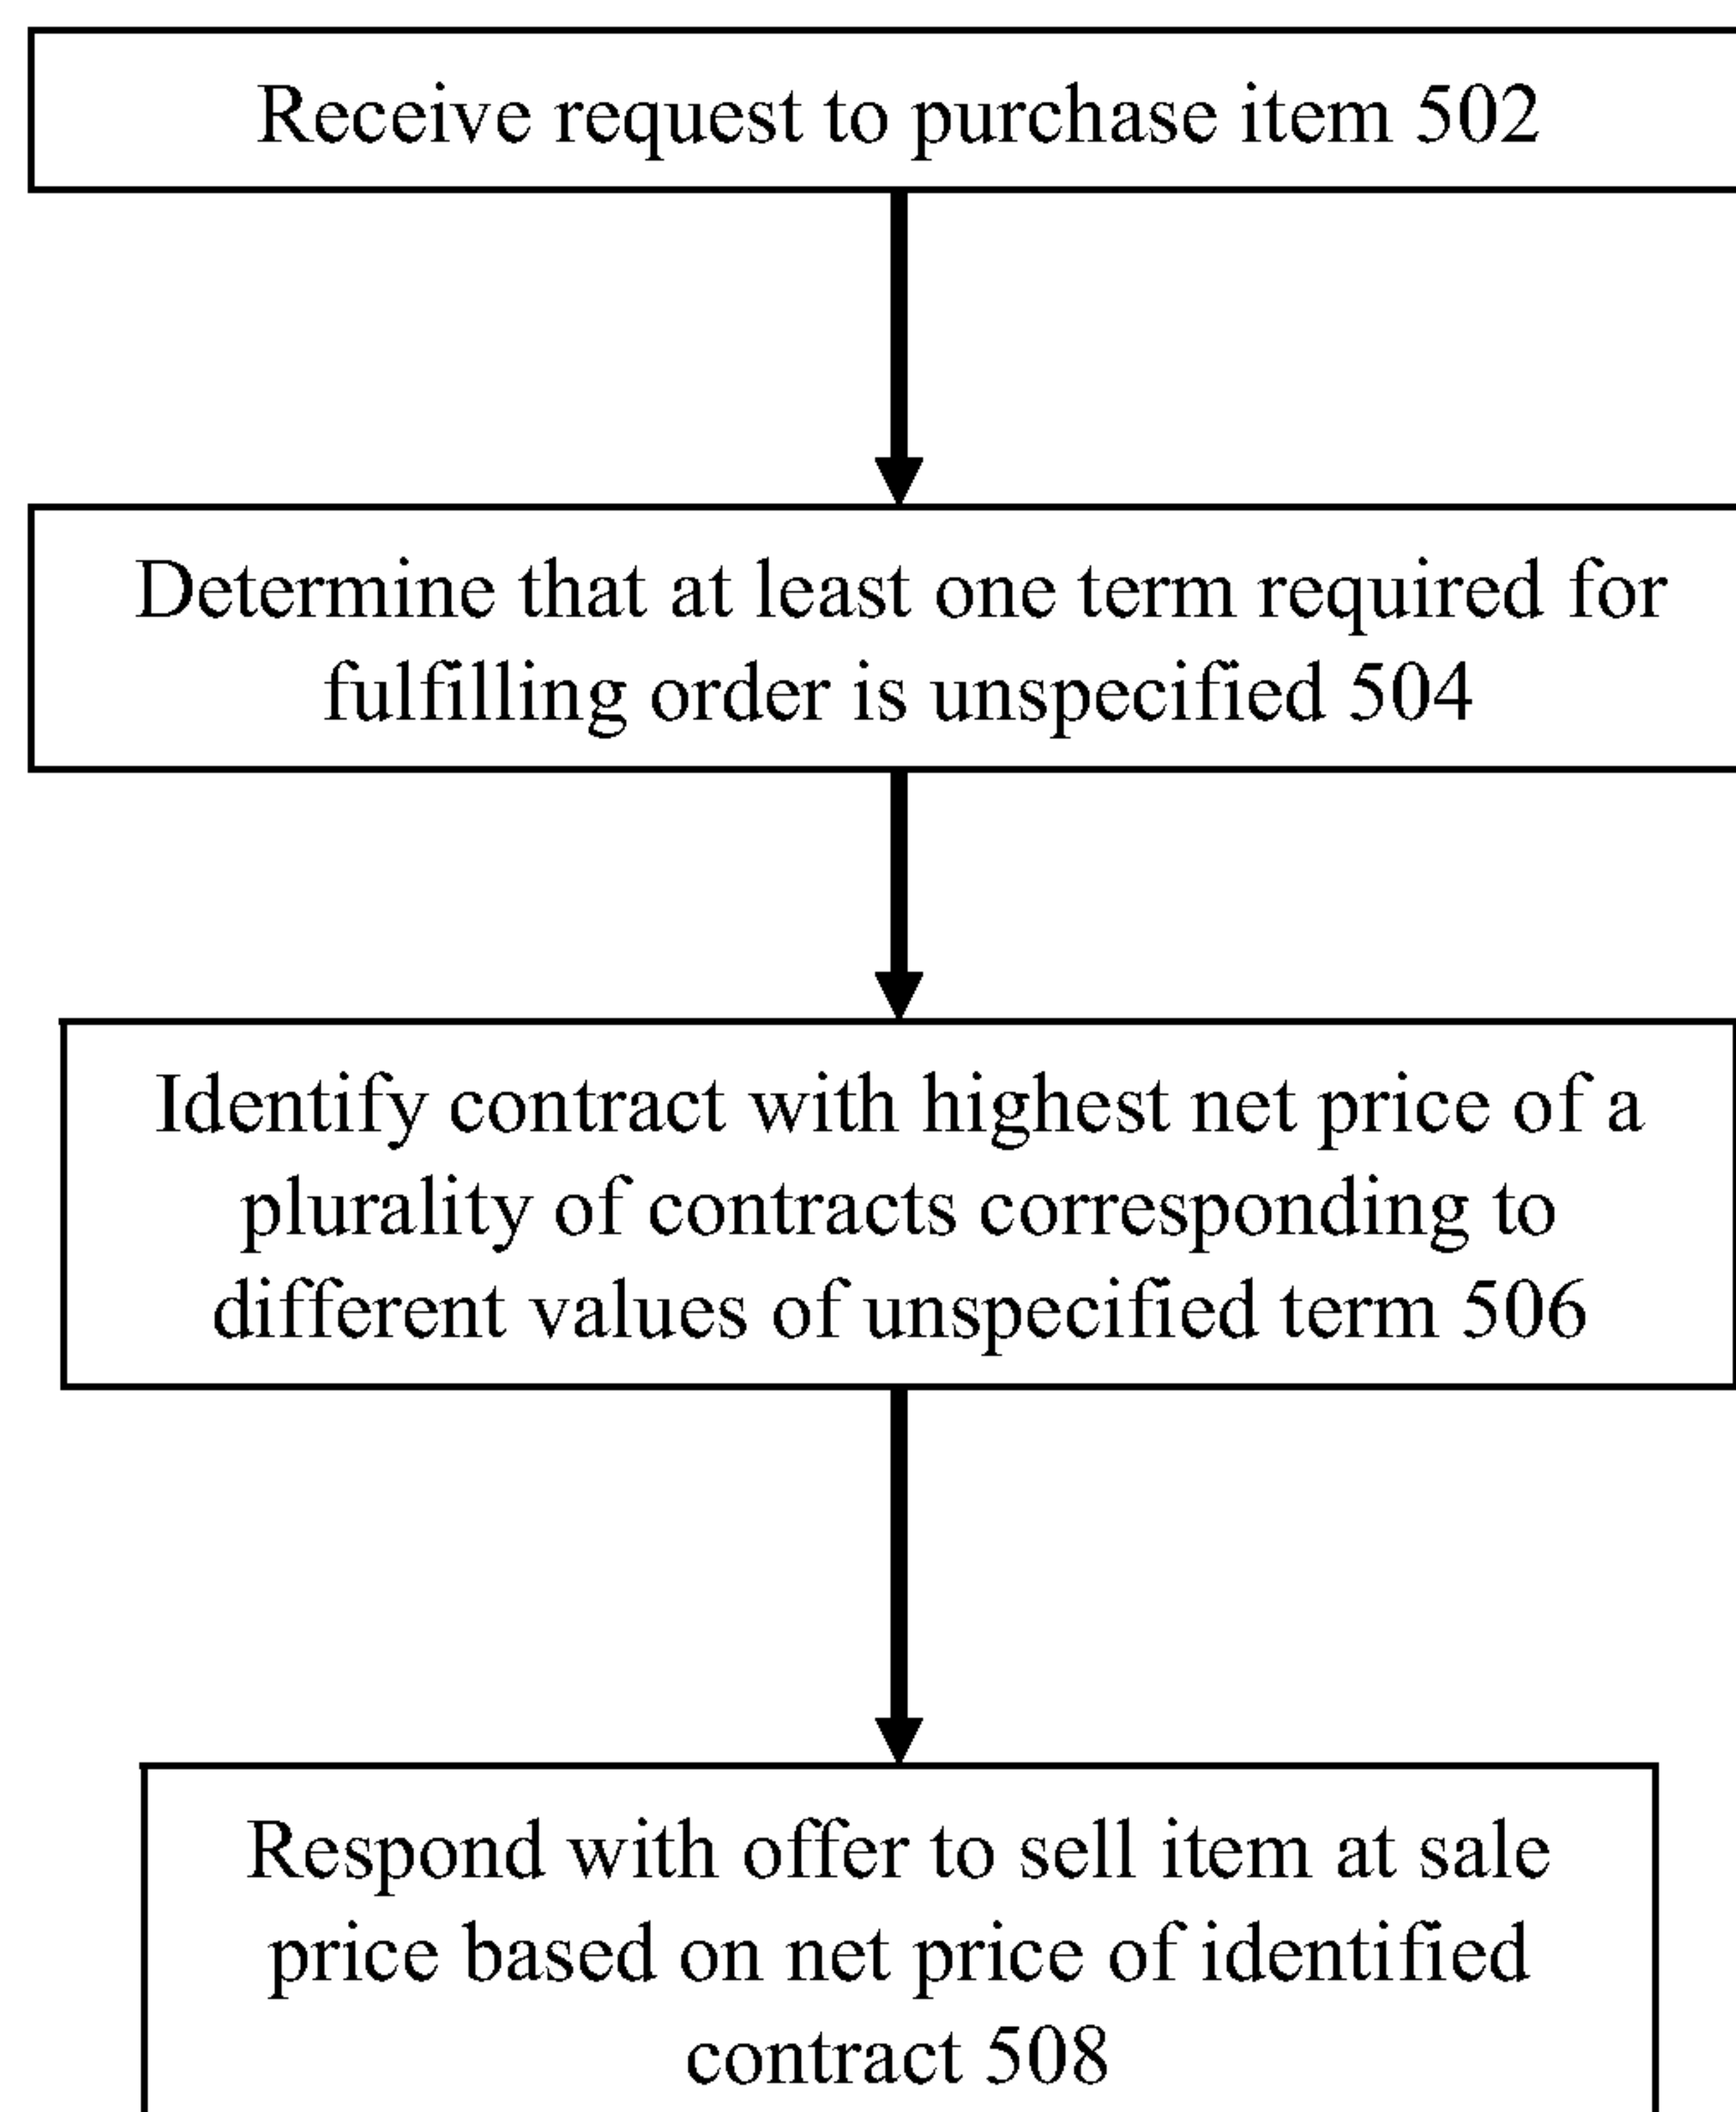 Receive request to purchase item 502
Determine that at least one term required for
fulfilling order is unspecified 504
Identify contract with highest net price of a
plurality of contracts corresponding to
different values of unspecified term 506
Respond with offer to sell item at sale
price based on net price of identified
contract 508